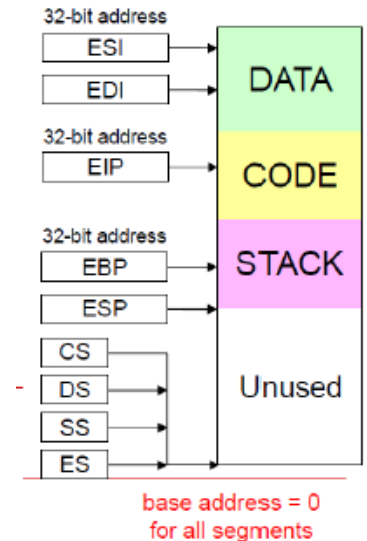 32-bit address
ESI
EDI
DATA
32-bit address
EIP
CODE
32-bit address
EBP
STACK
ESP
CS
DS
Unused
SS
ES
base address = 0
for all segments